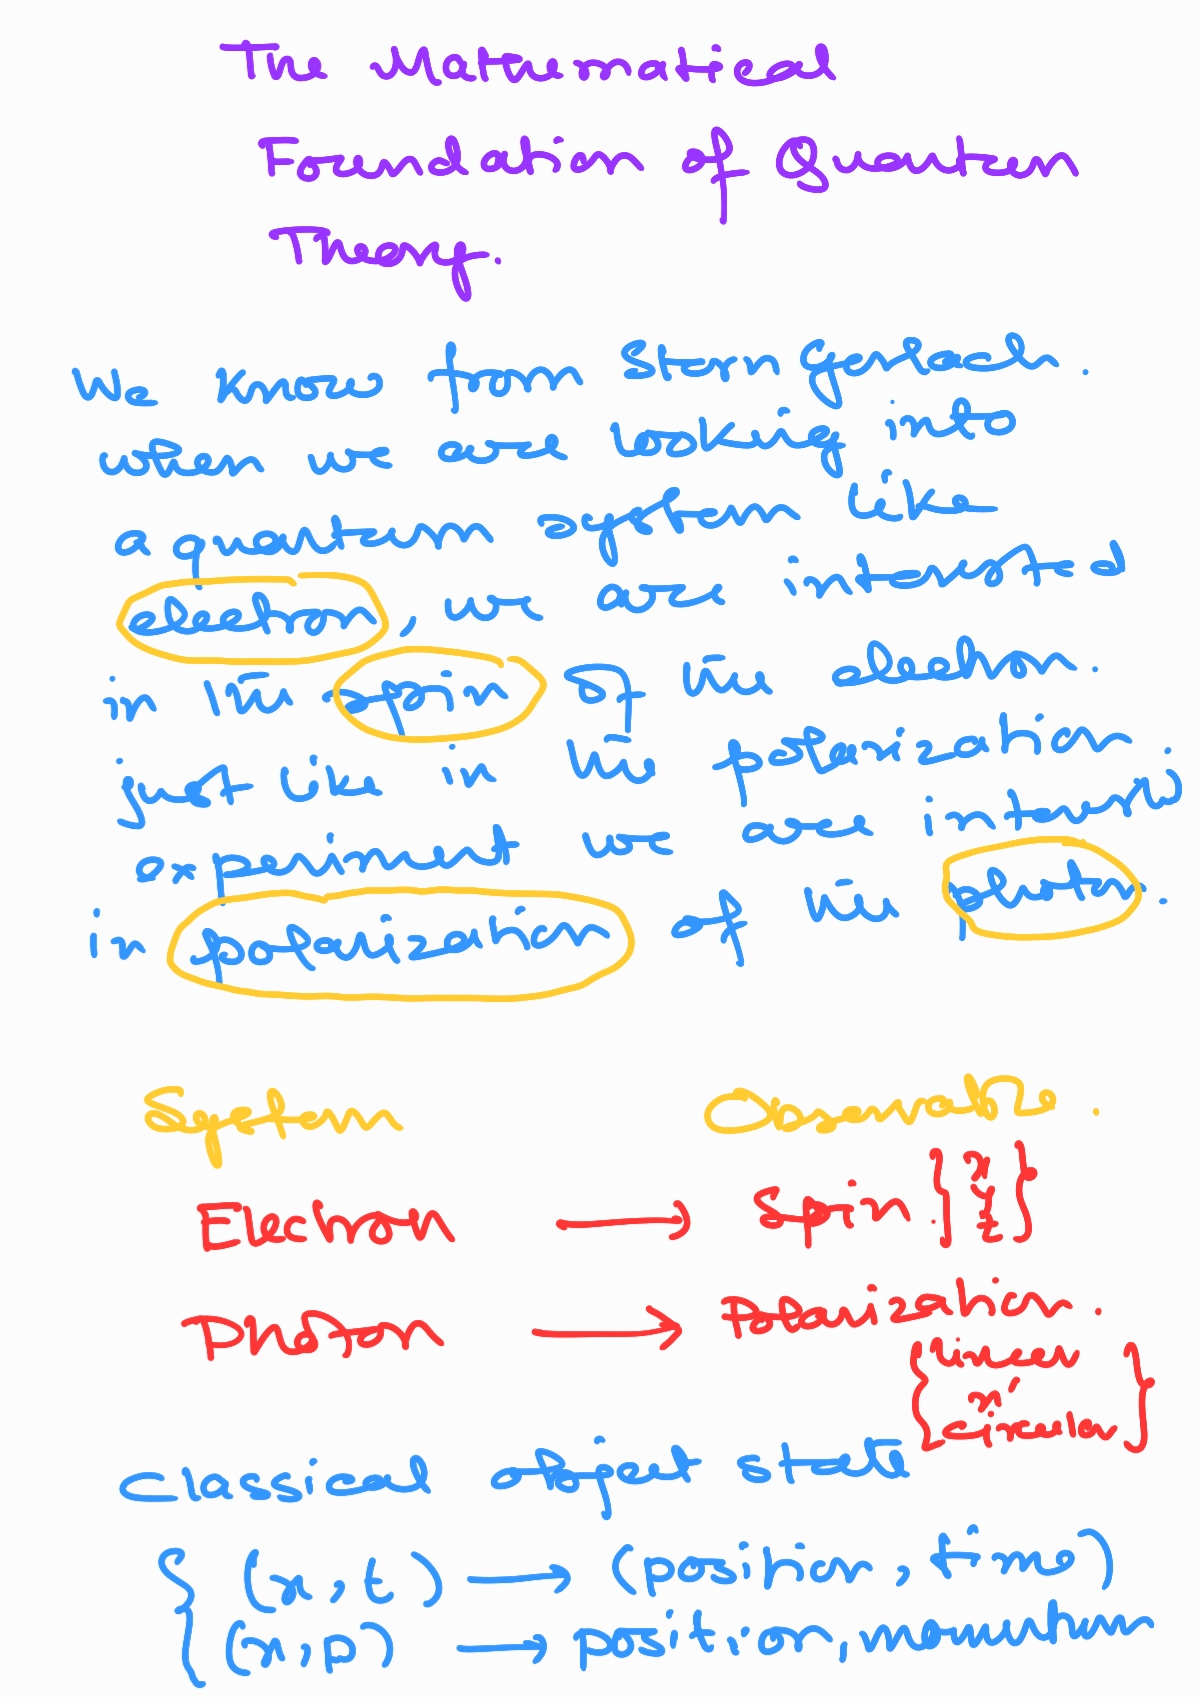 The Mathematical
Foundation of Quantum
Theory.
We know from Stern Gerlach.
when we are looking into
a quantum system like
electron, we are interested
in the spin of the electron.
just like in the polarization.
experiment we are
in polarization of the photon.
System Observable.
Electron → Spin. { x y z }
Photon → Polarization.
{ linear
x'
circular }
Classical object state
{ (x, t) → (position, time)
(x, p) → position, momentum